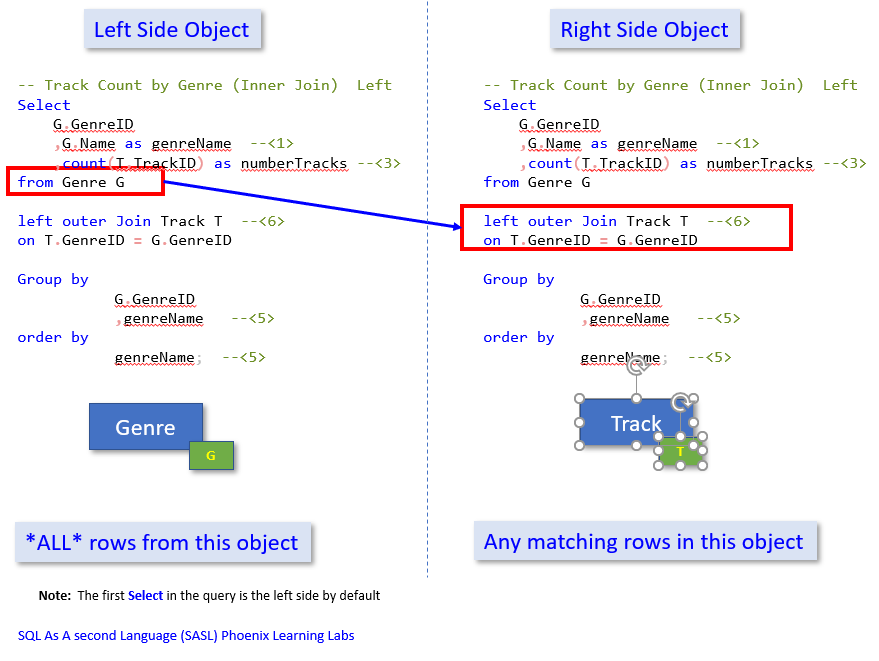 Left Side Object
-- Track Count by Genre (Inner Join)  Left
Select
G.GenreID
,G.Name as genreName  --<1>
,count(T.TrackID) as numberTracks --<3>
from Genre G
left outer Join Track T  --<6>
on T.GenreID = G.GenreID
Group by
G.GenreID
,genreName   --<5>
order by
genreName;  --<5>
Genre
G
*ALL* rows from this object
Right Side Object
-- Track Count by Genre (Inner Join)  Left
Select
G.GenreID
,G.Name as genreName  --<1>
,count(T.TrackID) as numberTracks --<3>
from Genre G
left outer Join Track T  --<6>
on T.GenreID = G.GenreID
Group by
G.GenreID
,genreName   --<5>
order by
genreName;  --<5>
Track
T
Any matching rows in this object
Note:  The first Select in the query is the left side by default
SQL As A second Language (SASL) Phoenix Learning Labs